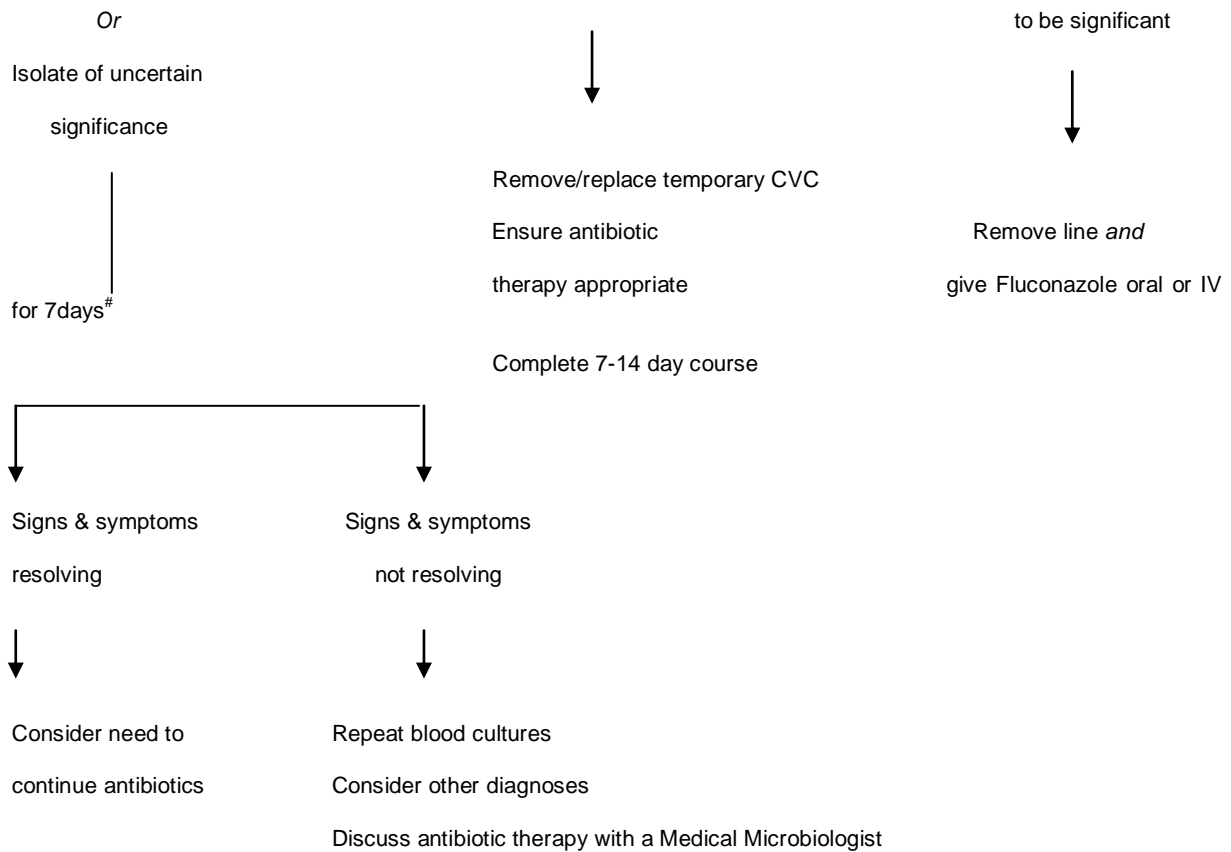 Or
Isolate of uncertain
significance
for 7days#
to be significant
Remove/replace temporary CVC
Ensure antibiotic
therapy appropriate
Complete 7-14 day course
Remove line and
give Fluconazole oral or IV
Signs & symptoms
resolving
Signs & symptoms
not resolving
Consider need to
continue antibiotics
Repeat blood cultures
Consider other diagnoses
Discuss antibiotic therapy with a Medical Microbiologist